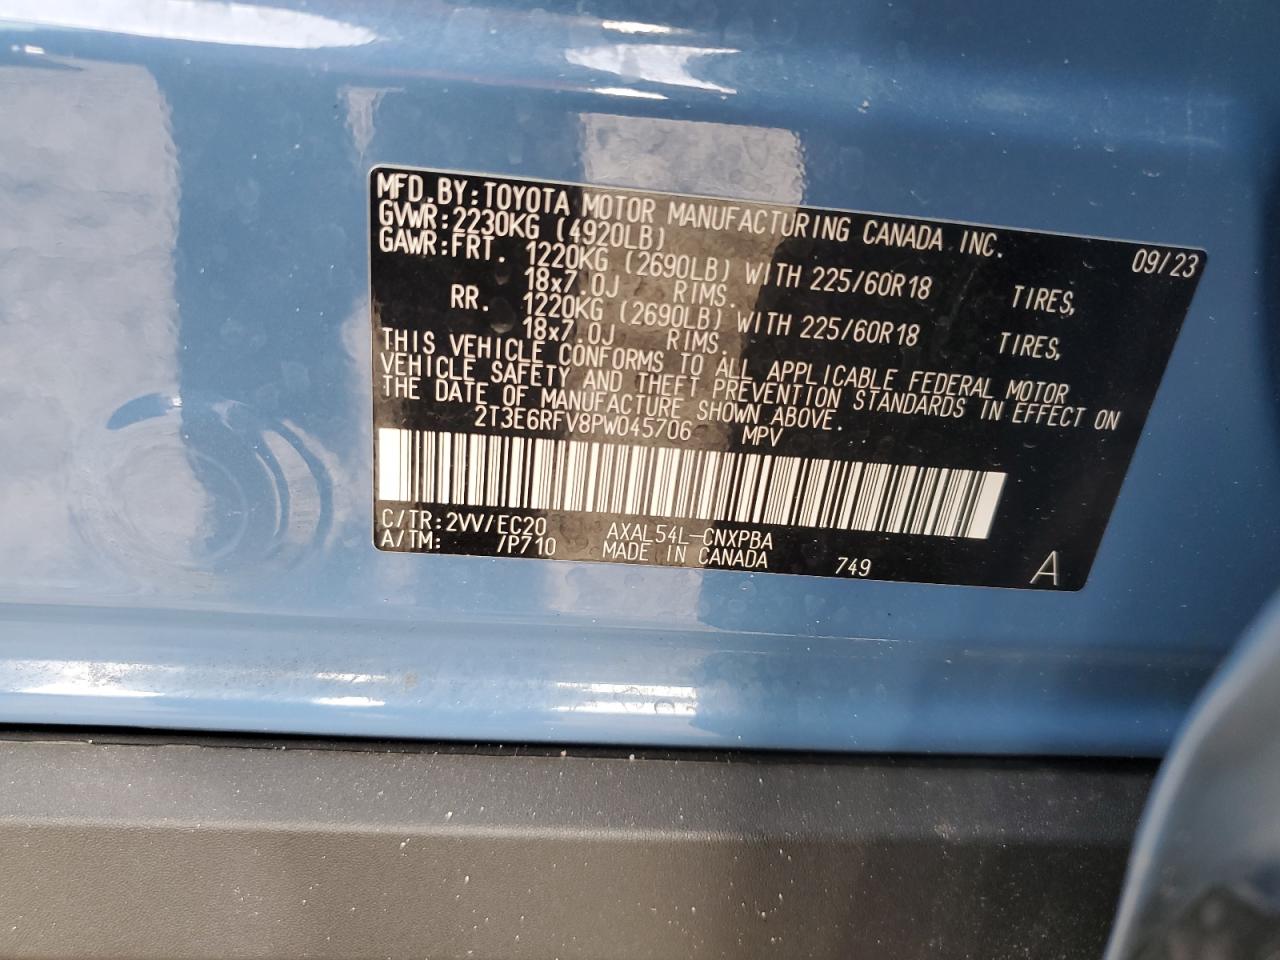 MFD.BY:TOYOTA MOTOR MANUFACTURING CANADA INC. 09/23
GVWR:2230KG (4920LB)
GAWR:FRT. 1220KG (2690LB) WITH 225/60R18 TIRES,
18x7.0J RIMS.
RR. 1220KG (2690LB) WITH 225/60R18 TIRES,
18x7.0J RIMS.
THIS VEHICLE CONFORMS TO ALL APPLICABLE FEDERAL MOTOR
VEHICLE SAFETY AND THEFT PREVENTION STANDARDS IN EFFECT ON
THE DATE OF MANUFACTURE SHOWN ABOVE.
2T3E6RFV8PW045706 MPV
C/TR:2VV/EC20 AXAL54L-CNXPBA
A/TM: /P710 MADE IN CANADA 749 A